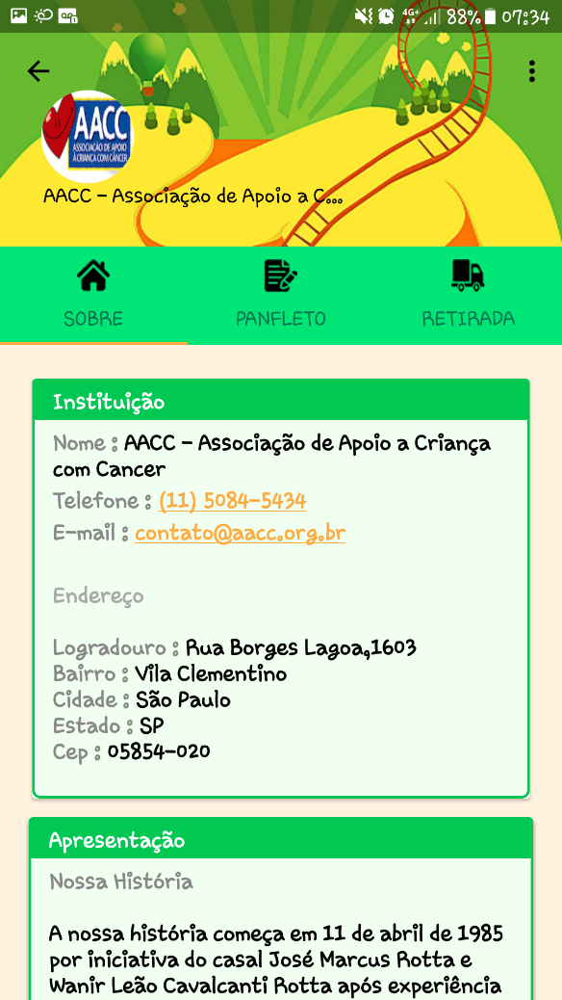 4G+ 88% 07:34
AACC
ASSOCIAÇÃO DE APOIO
À CRIANÇA COM CÂNCER
AACC - Associação de Apoio a C...
SOBRE PANFLETO RETIRADA
Instituição
Nome : AACC - Associação de Apoio a Criança
com Cancer
Telefone : (11) 5084-5434
E-mail : contato@aacc.org.br
Endereço
Logradouro : Rua Borges Lagoa,1603
Bairro : Vila Clementino
Cidade : São Paulo
Estado : SP
Cep : 05854-020
Apresentação
Nossa História
A nossa história começa em 11 de abril de 1985
por iniciativa do casal José Marcus Rotta e
Wanir Leão Cavalcanti Rotta após experiência